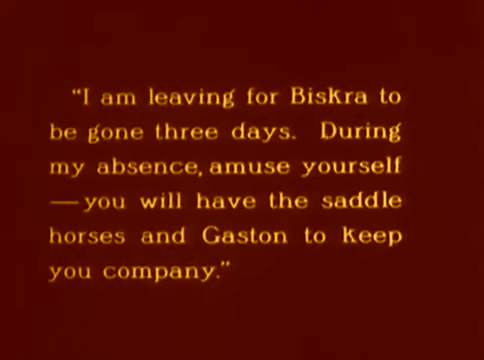 “I am leaving for Biskra to
be gone three days. During
my absence, amuse yourself
— you will have the saddle
horses and Gaston to keep
you company.”